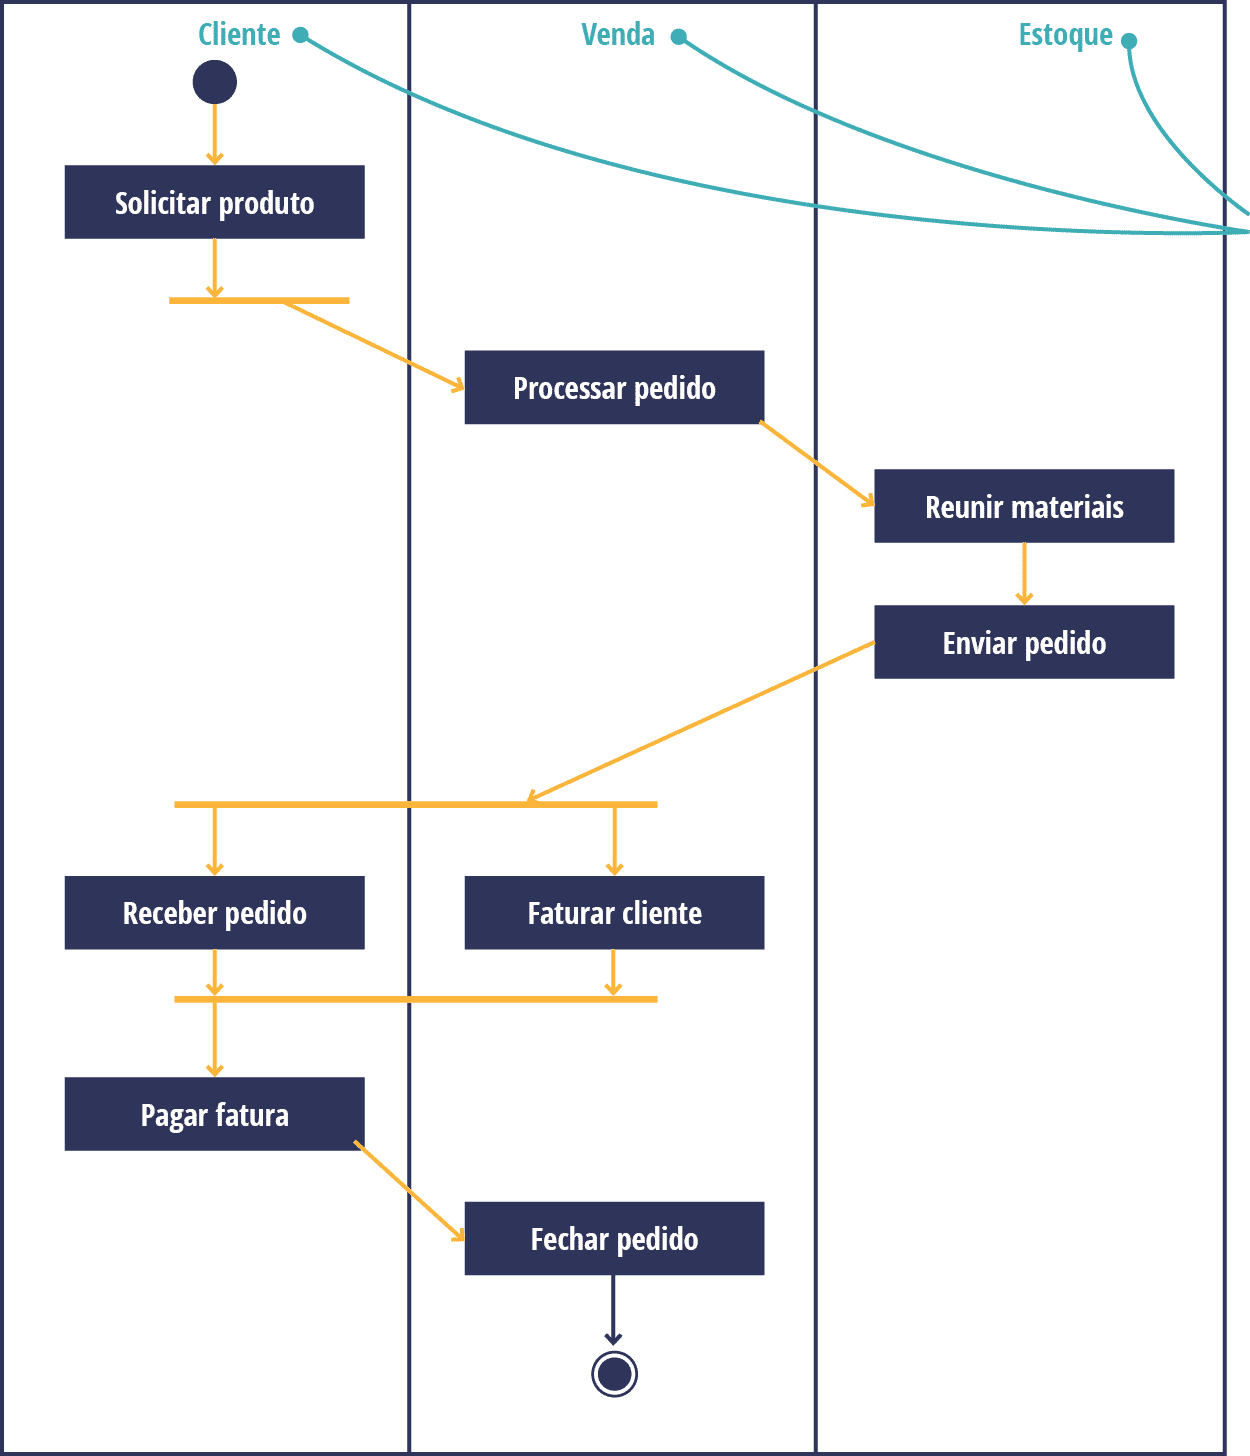 Cliente
Venda
Estoque
Solicitar produto
Processar pedido
Reunir materiais
Enviar pedido
Receber pedido
Faturar cliente
Pagar fatura
Fechar pedido